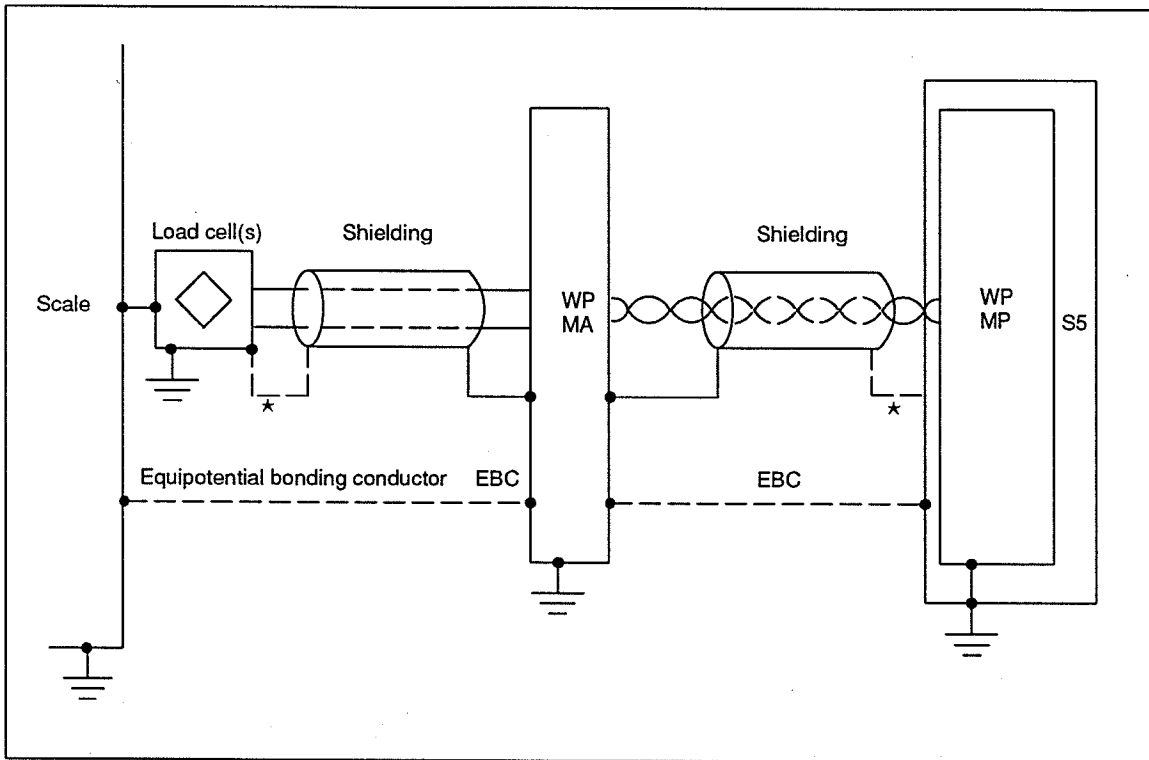 Load cell(s)
Shielding
Shielding
Scale
WP
MA
WP
MP
S5
★
★
Equipotential bonding conductor EBC
EBC